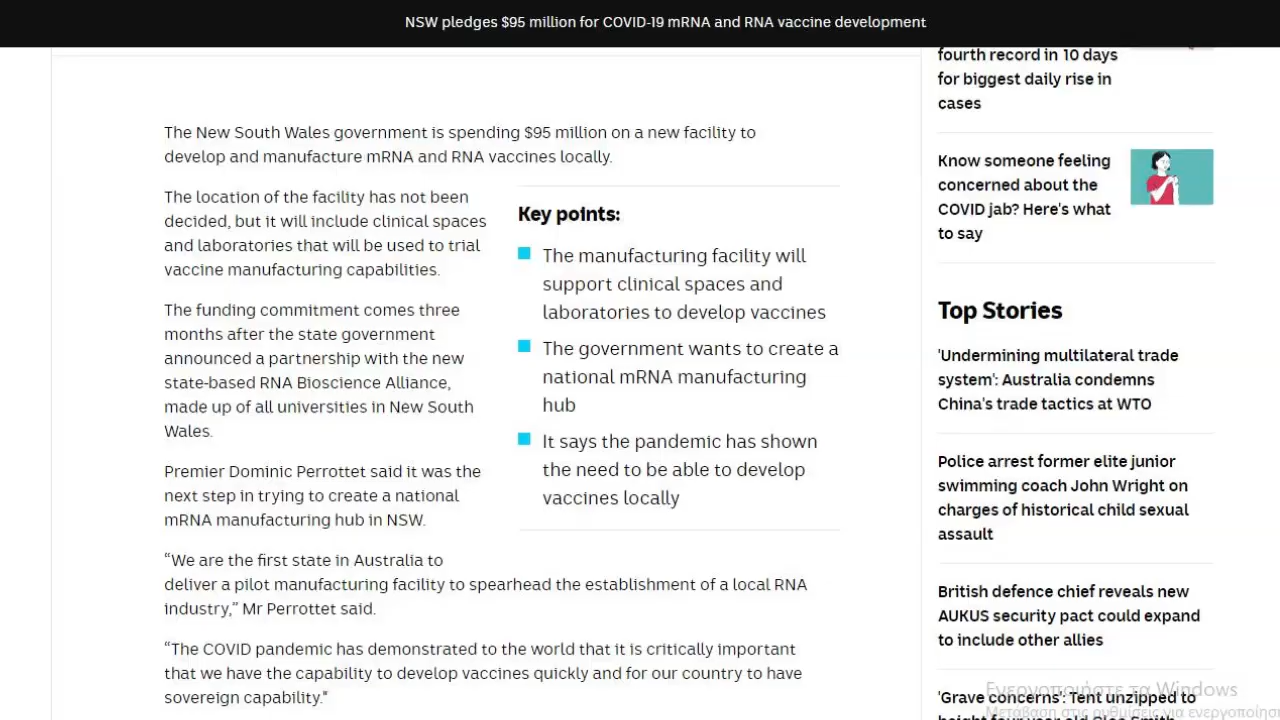 NSW pledges $95 million for COVID-19 mRNA and RNA vaccine development
The New South Wales government is spending $95 million on a new facility to
develop and manufacture mRNA and RNA vaccines locally.
The location of the facility has not been
decided, but it will include clinical spaces
and laboratories that will be used to trial
vaccine manufacturing capabilities.
The funding commitment comes three
months after the state government
announced a partnership with the new
state-based RNA Bioscience Alliance,
made up of all universities in New South
Wales.
Premier Dominic Perrottet said it was the
next step in trying to create a national
mRNA manufacturing hub in NSW.
“We are the first state in Australia to
deliver a pilot manufacturing facility to spearhead the establishment of a local RNA
industry,” Mr Perrottet said.
“The COVID pandemic has demonstrated to the world that it is critically important
that we have the capability to develop vaccines quickly and for our country to have
sovereign capability."
Key points:
The manufacturing facility will
support clinical spaces and
laboratories to develop vaccines
The government wants to create a
national mRNA manufacturing
hub
It says the pandemic has shown
the need to be able to develop
vaccines locally
fourth record in 10 days
for biggest daily rise in
cases
Know someone feeling
concerned about the
COVID jab? Here's what
to say
Top Stories
'Undermining multilateral trade
system': Australia condemns
China's trade tactics at WTO
Police arrest former elite junior
swimming coach John Wright on
charges of historical child sexual
assault
British defence chief reveals new
AUKUS security pact could expand
to include other allies
'Grave concerns': Tent unzipped to
height four-year-old Cleo Smith
Ενεργοποιήστε τα Windows
Μετάβαση στις ρυθμίσεις για